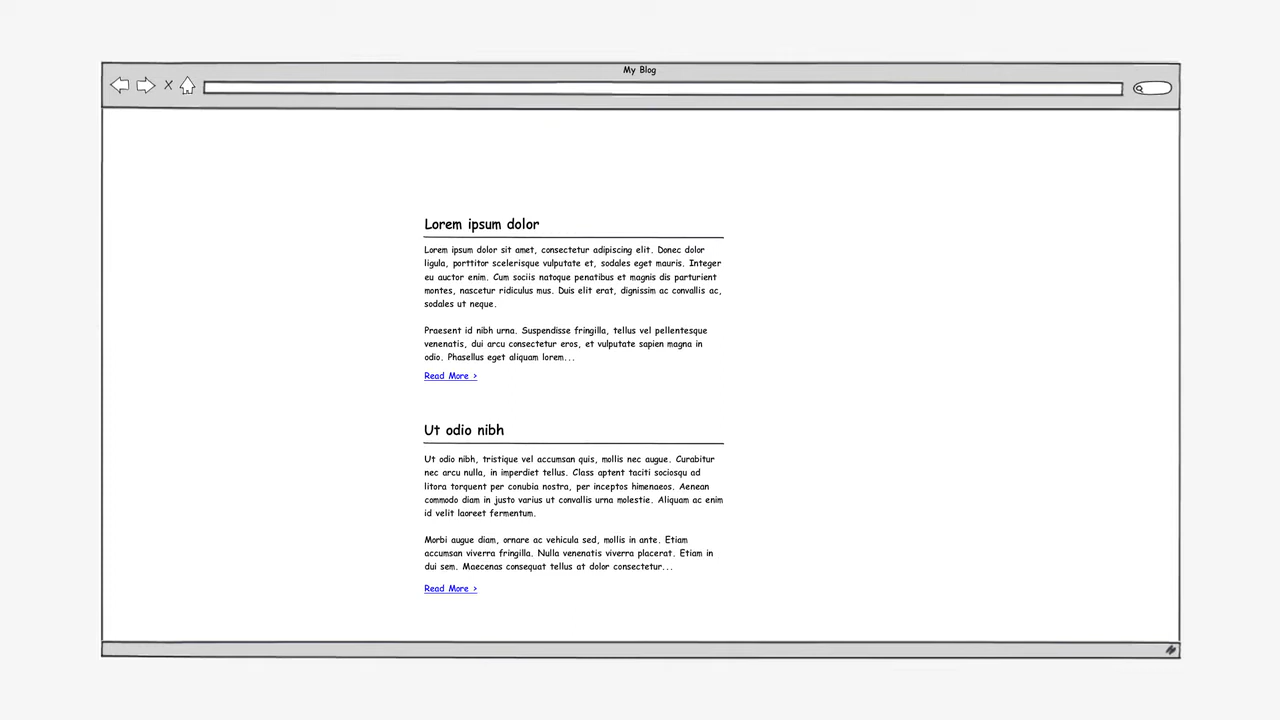 My Blog
Lorem ipsum dolor
Lorem ipsum dolor sit amet, consectetur adipiscing elit. Donec dolor
ligula, porttitor scelerisque vulputate et, sodales eget mauris. Integer
eu auctor enim. Cum sociis natoque penatibus et magnis dis parturient
montes, nascetur ridiculus mus. Duis elit erat, dignissim ac convallis ac,
sodales ut neque.
Praesent id nibh urna. Suspendisse fringilla, tellus vel pellentesque
venenatis, dui arcu consectetur eros, et vulputate sapien magna in
odio. Phasellus eget aliquam lorem...
Read More >
Ut odio nibh
Ut odio nibh, tristique vel accumsan quis, mollis nec augue. Curabitur
nec arcu nulla, in imperdiet tellus. Class aptent taciti sociosqu ad
litora torquent per conubia nostra, per inceptos himenaeos. Aenean
commodo diam in justo varius ut convallis urna molestie. Aliquam ac enim
id velit laoreet fermentum.
Morbi augue diam, ornare ac vehicula sed, mollis in ante. Etiam
accumsan viverra fringilla. Nulla venenatis viverra placerat. Etiam in
dui sem. Maecenas consequat tellus at dolor consectetur...
Read More >